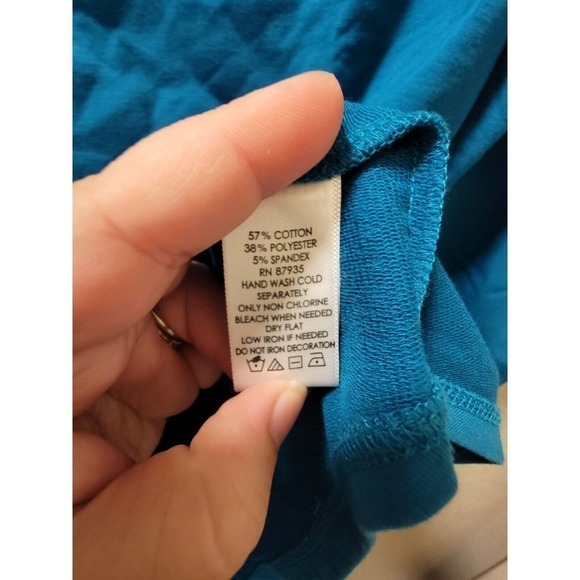 57% COTTON
38% POLYESTER
5% SPANDEX
RN 87935
HAND WASH COLD
SEPARATELY
ONLY NON CHLORINE
BLEACH WHEN NEEDED
DRY FLAT
LOW IRON IF NEEDED
DO NOT IRON DECORATION